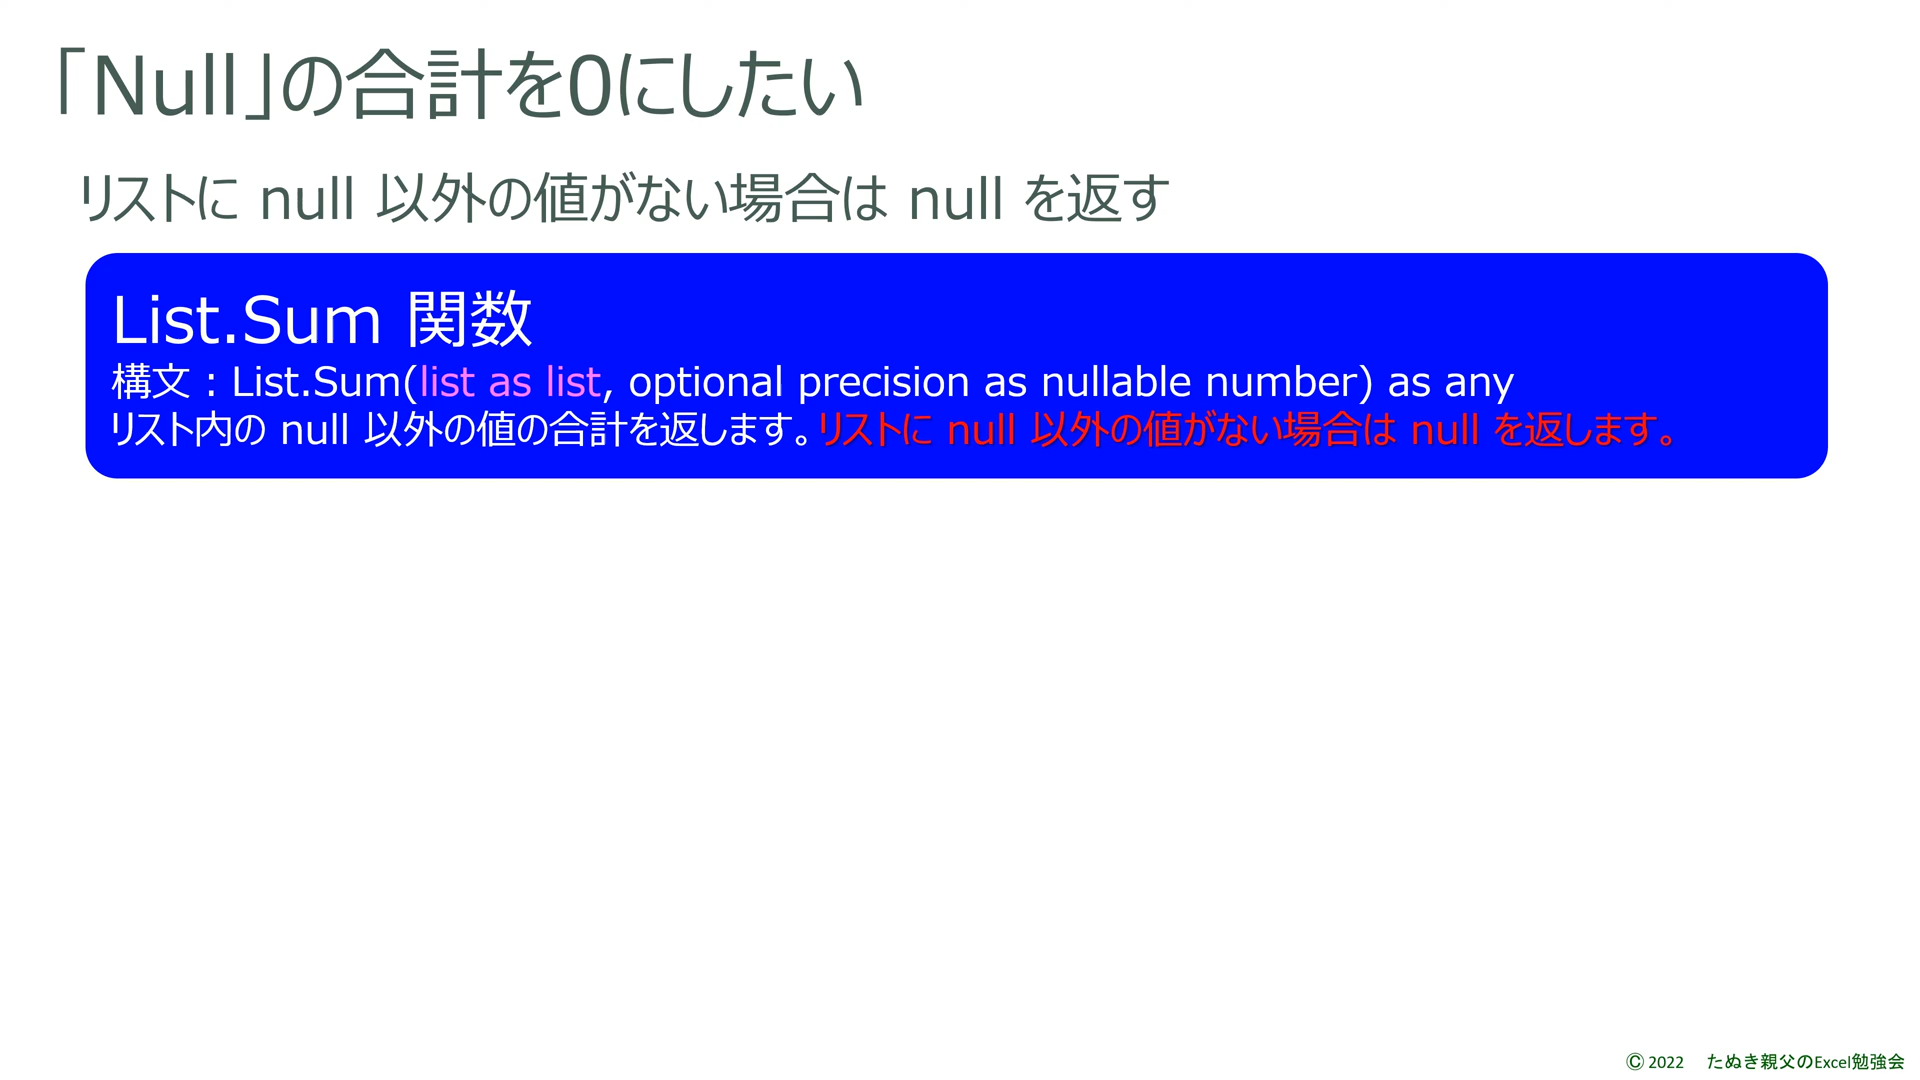 「Null」の合計を0にしたい
リストに null 以外の値がない場合は null を返す
List.Sum 関数
構文：List.Sum(list as list, optional precision as nullable number) as any
リスト内の null 以外の値の合計を返します。リストに null 以外の値がない場合は null を返します。
Ⓒ 2022 たぬき親父のExcel勉強会